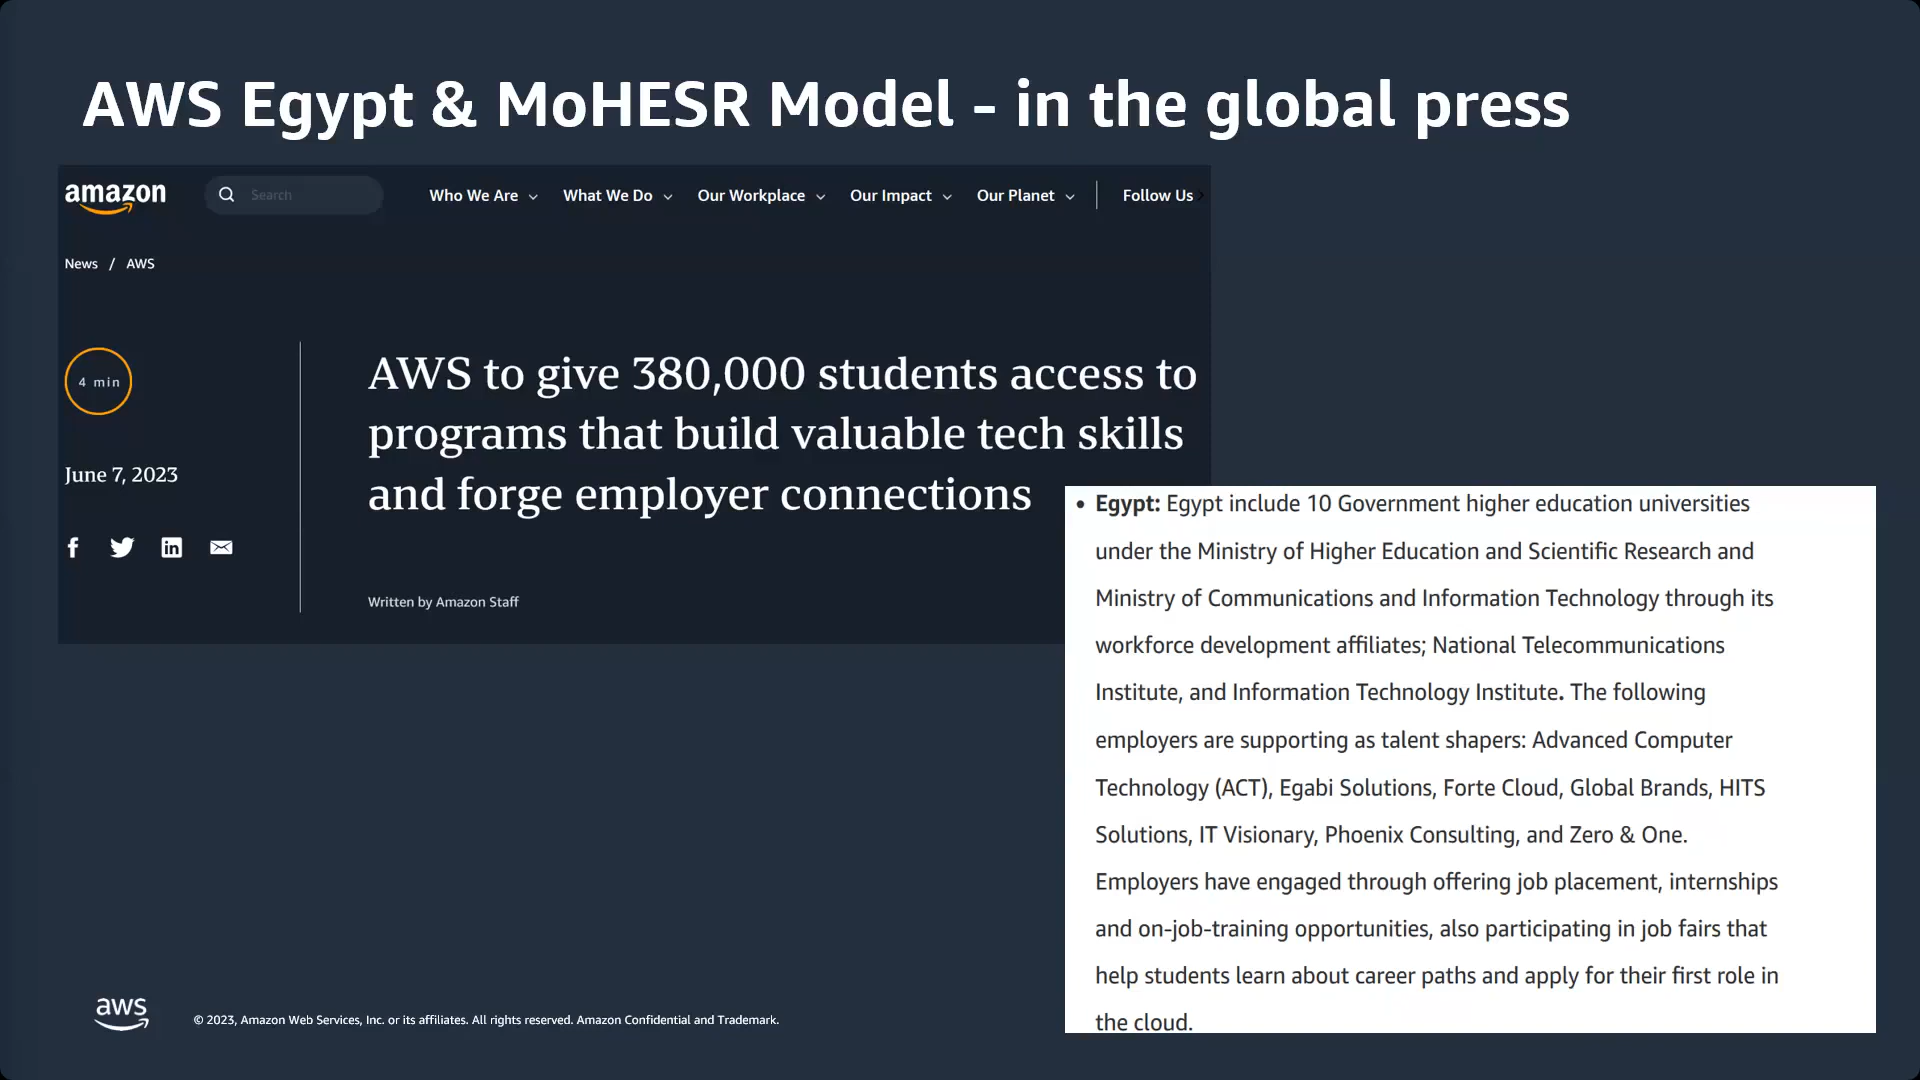 AWS Egypt & MoHESR Model - in the global press
amazon
Search
Who We Are
What We Do
Our Workplace
Our Impact
Our Planet
Follow Us
News / AWS
4 min
June 7, 2023
AWS to give 380,000 students access to
programs that build valuable tech skills
and forge employer connections
Written by Amazon Staff
• Egypt: Egypt include 10 Government higher education universities
under the Ministry of Higher Education and Scientific Research and
Ministry of Communications and Information Technology through its
workforce development affiliates; National Telecommunications
Institute, and Information Technology Institute. The following
employers are supporting as talent shapers: Advanced Computer
Technology (ACT), Egabi Solutions, Forte Cloud, Global Brands, HITS
Solutions, IT Visionary, Phoenix Consulting, and Zero & One.
Employers have engaged through offering job placement, internships
and on-job-training opportunities, also participating in job fairs that
help students learn about career paths and apply for their first role in
the cloud.
aws
© 2023, Amazon Web Services, Inc. or its affiliates. All rights reserved. Amazon Confidential and Trademark.